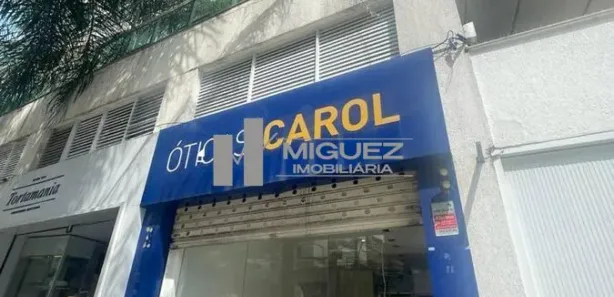 ÓTICAS CAROL
MIGUEZ
IMOBILIÁRIA
Tortamania